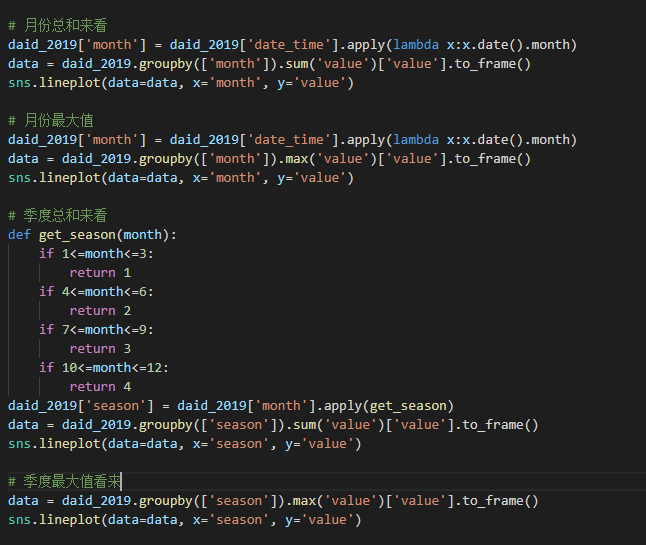 # 月份总和来看
daid_2019['month'] = daid_2019['date_time'].apply(lambda x:x.date().month)
data = daid_2019.groupby(['month']).sum('value')['value'].to_frame()
sns.lineplot(data=data, x='month', y='value')
# 月份最大值
daid_2019['month'] = daid_2019['date_time'].apply(lambda x:x.date().month)
data = daid_2019.groupby(['month']).max('value')['value'].to_frame()
sns.lineplot(data=data, x='month', y='value')
# 季度总和来看
def get_season(month):
    if 1<=month<=3:
        return 1
    if 4<=month<=6:
        return 2
    if 7<=month<=9:
        return 3
    if 10<=month<=12:
        return 4
daid_2019['season'] = daid_2019['month'].apply(get_season)
data = daid_2019.groupby(['season']).sum('value')['value'].to_frame()
sns.lineplot(data=data, x='season', y='value')
# 季度最大值看来
data = daid_2019.groupby(['season']).max('value')['value'].to_frame()
sns.lineplot(data=data, x='season', y='value')